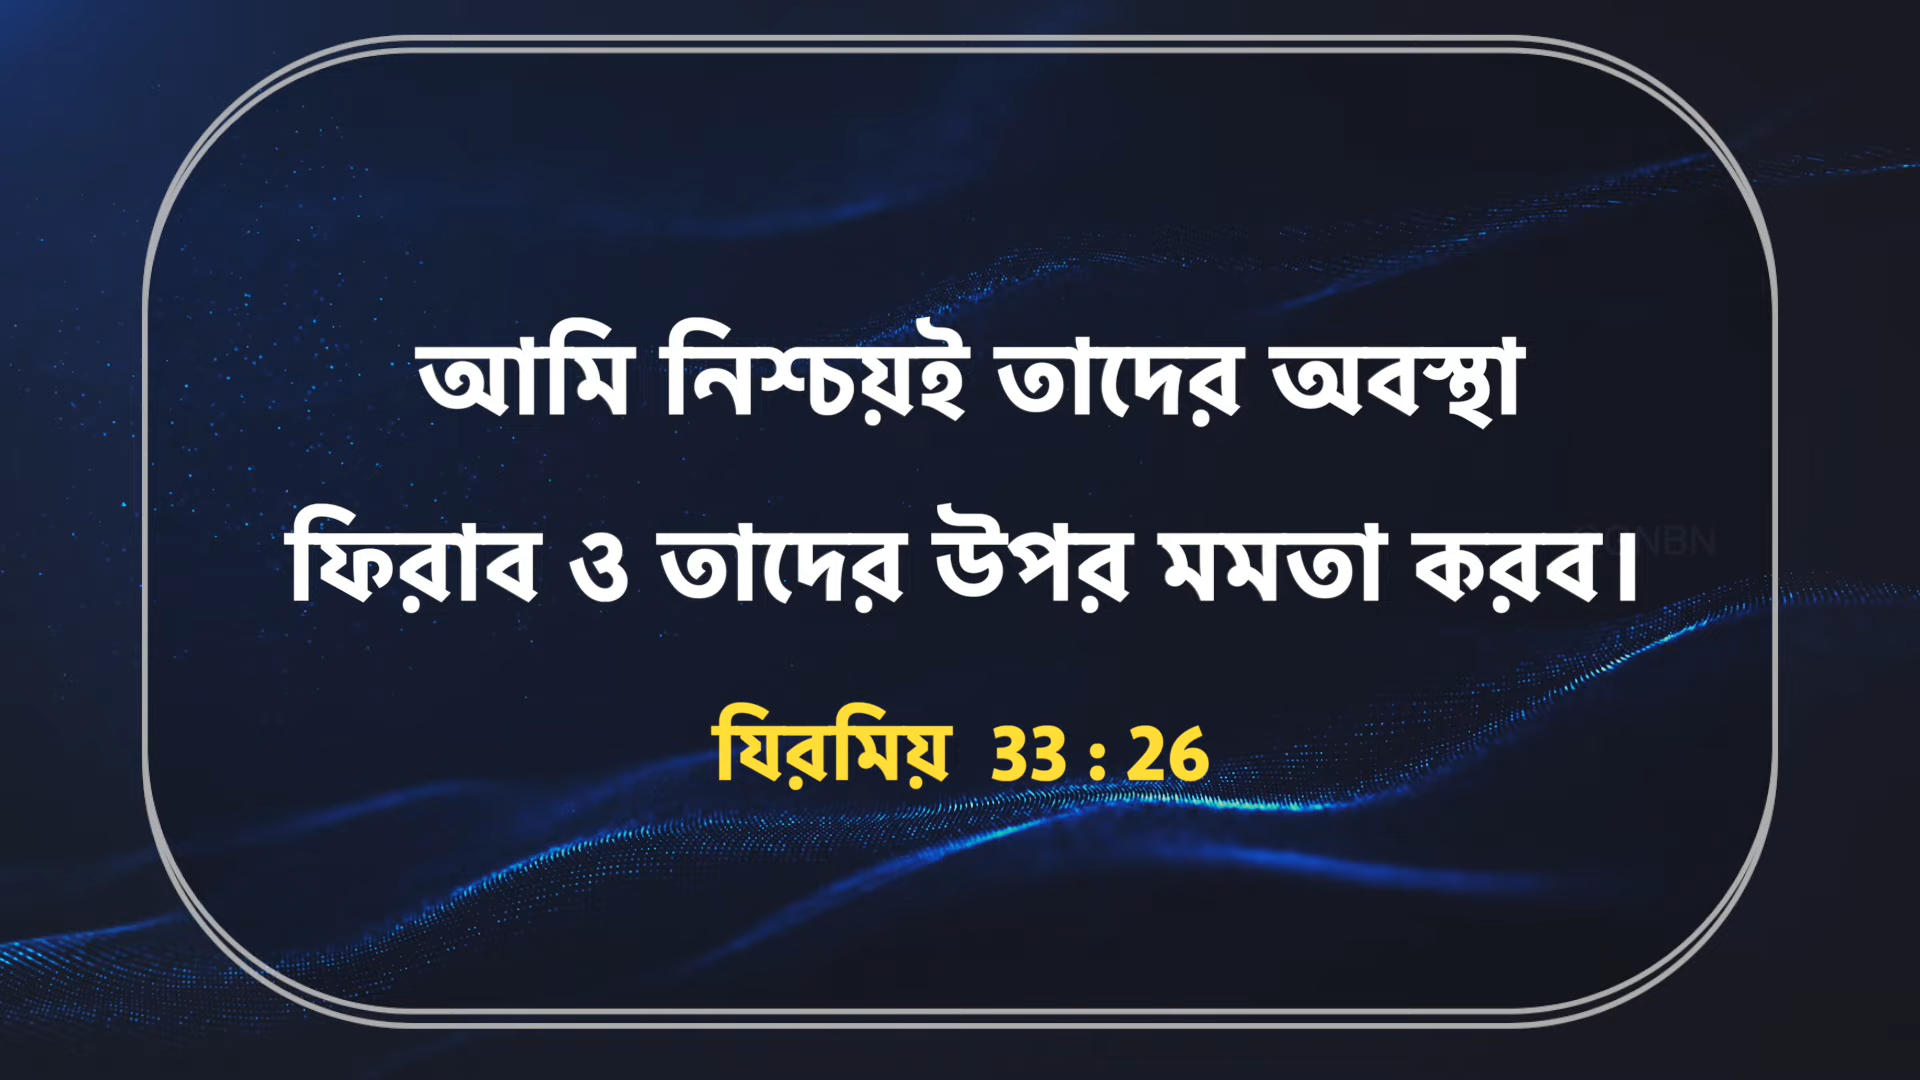 আমি নিশ্চয়ই তাদের অবস্থা
ফিরাব ও তাদের উপর মমতা করব।
যিরমিয় 33 : 26